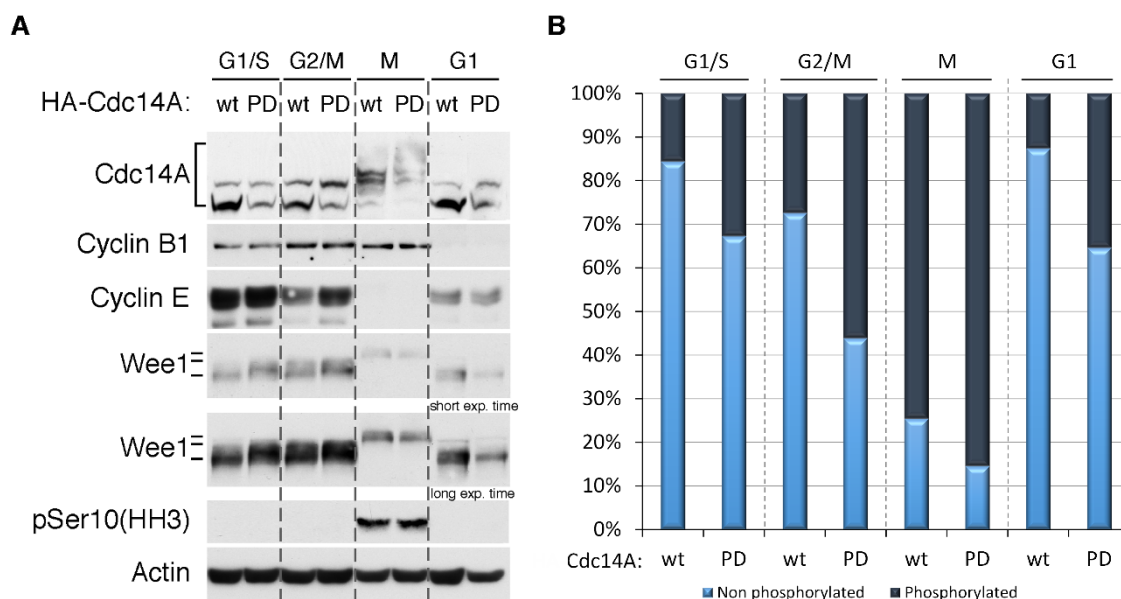 A
G1/S G2/M M G1
HA-Cdc14A: wt PD wt PD wt PD wt PD
Cdc14A
Cyclin B1
Cyclin E
Wee1
short exp. time
Wee1
long exp. time
pSer10(HH3)
Actin
B
G1/S G2/M M G1
100%
90%
80%
70%
60%
50%
40%
30%
20%
10%
0%
Cdc14A: wt PD wt PD wt PD wt PD
Non phosphorylated Phosphorylated